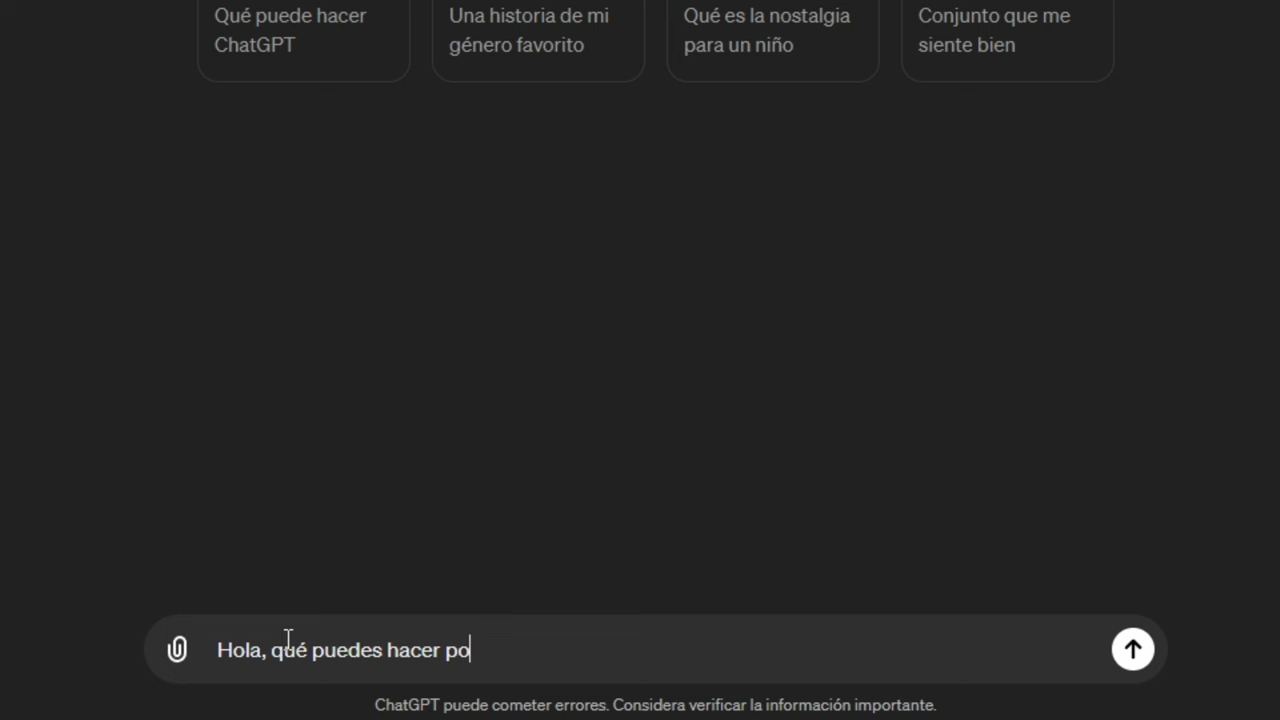 Qué puede hacer
ChatGPT
Una historia de mi
género favorito
Qué es la nostalgia
para un niño
Conjunto que me
siente bien
Hola, qué puedes hacer po
ChatGPT puede cometer errores. Considera verificar la información importante.